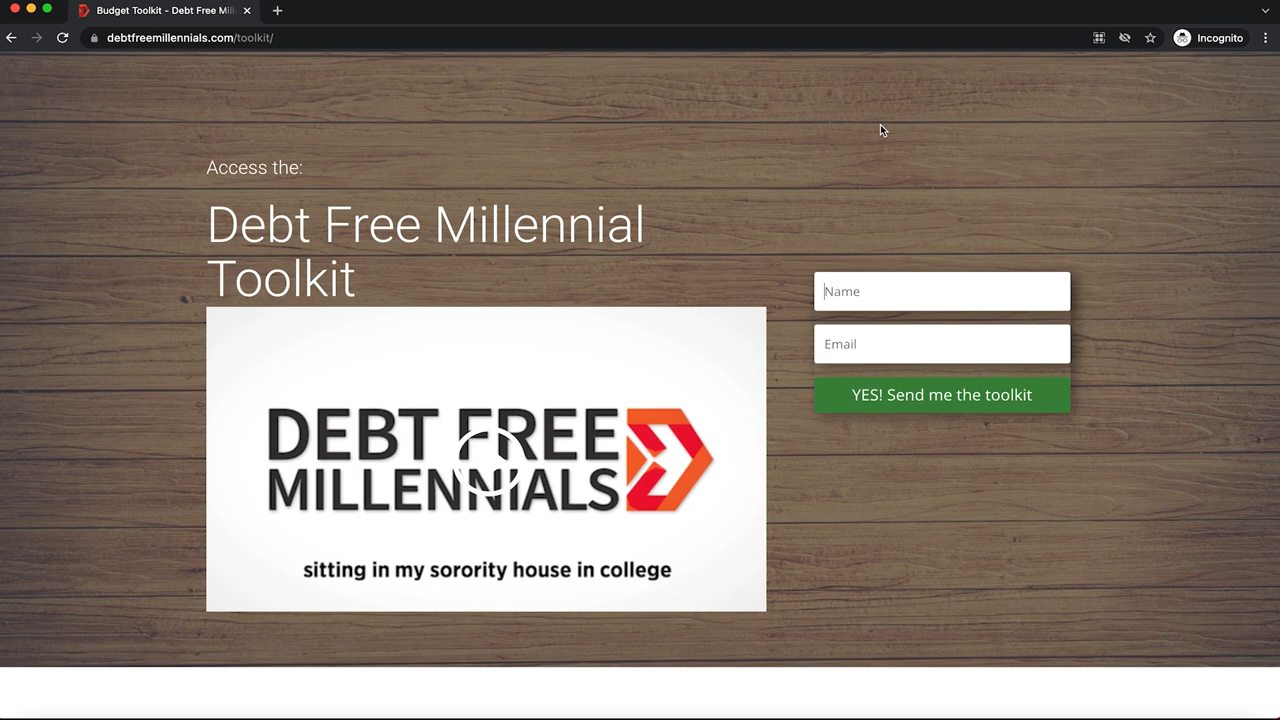 Budget Toolkit - Debt Free Mill
debtfreemillennials.com/toolkit/
Incognito
Access the:
Debt Free Millennial
Toolkit
Name
Email
YES! Send me the toolkit
DEBT FREE
MILLENNIALS
sitting in my sorority house in college